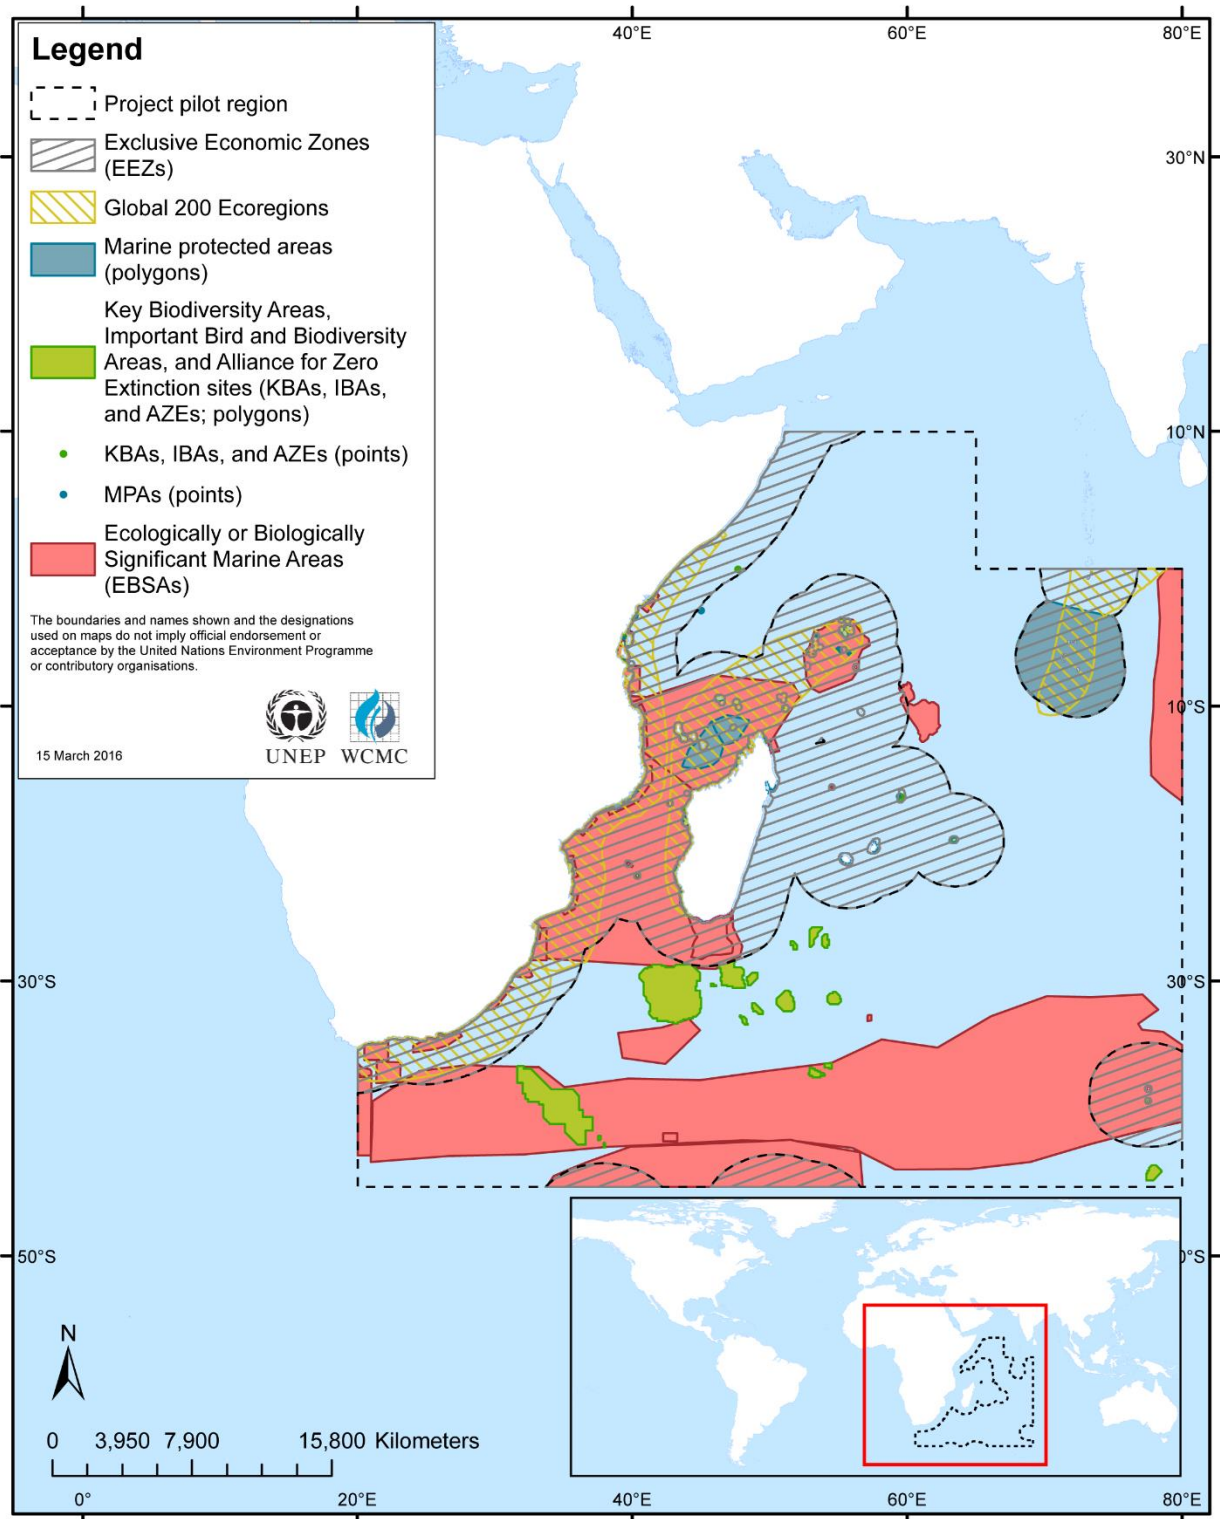 40°E
60°E
80°E
Legend
Project pilot region
Exclusive Economic Zones
(EEZs)
Global 200 Ecoregions
Marine protected areas
(polygons)
Key Biodiversity Areas,
Important Bird and Biodiversity
Areas, and Alliance for Zero
Extinction sites (KBAs, IBAs,
and AZEs; polygons)
KBAs, IBAs, and AZEs (points)
MPAs (points)
Ecologically or Biologically
Significant Marine Areas
(EBSAs)
The boundaries and names shown and the designations
used on maps do not imply official endorsement or
acceptance by the United Nations Environment Programme
or contributory organisations.
15 March 2016
UNEP
WCMC
30°N
10°N
10°S
30°S
30°S
50°S
0°S
N
0 3,950 7,900 15,800 Kilometers
0°
20°E
40°E
60°E
80°E